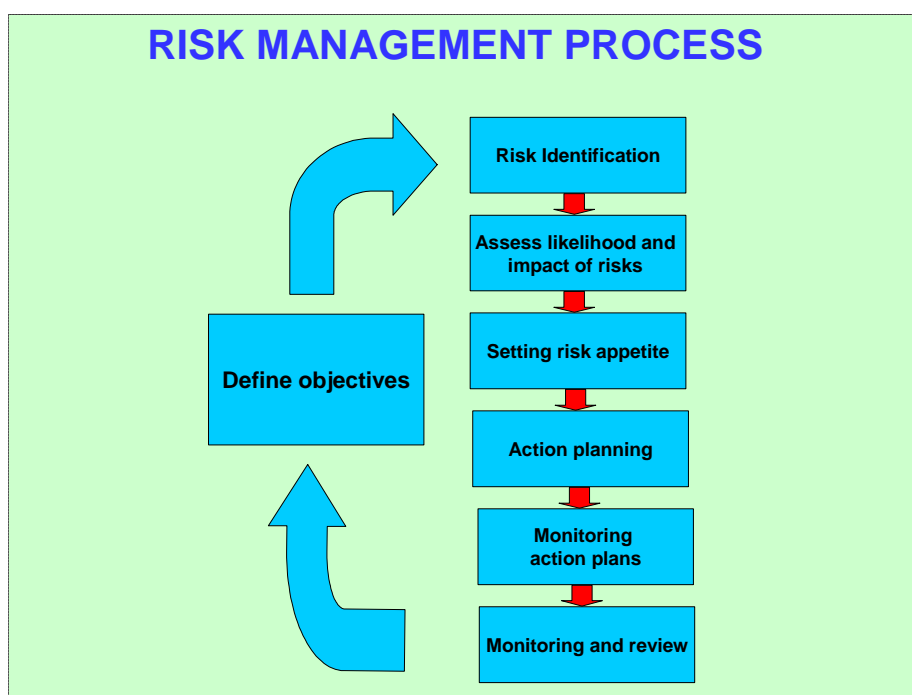 RISK MANAGEMENT PROCESS
Risk Identification
Assess likelihood and
impact of risks
Setting risk appetite
Define objectives
Action planning
Monitoring
action plans
Monitoring and review